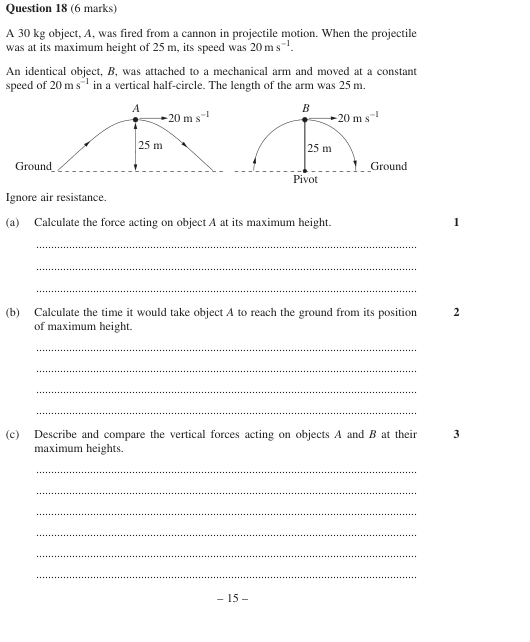 Question 18 (6 marks)
A 30 kg object, A, was fired from a cannon in projectile motion. When the projectile
was at its maximum height of 25 m, its speed was 20 m s⁻¹.
An identical object, B, was attached to a mechanical arm and moved at a constant
speed of 20 m s⁻¹ in a vertical half-circle. The length of the arm was 25 m.
A
20 m s⁻¹
25 m
Ground
B
20 m s⁻¹
25 m
Ground
Pivot
Ignore air resistance.
(a) Calculate the force acting on object A at its maximum height. 1
(b) Calculate the time it would take object A to reach the ground from its position 2
of maximum height.
(c) Describe and compare the vertical forces acting on objects A and B at their 3
maximum heights.
– 15 –